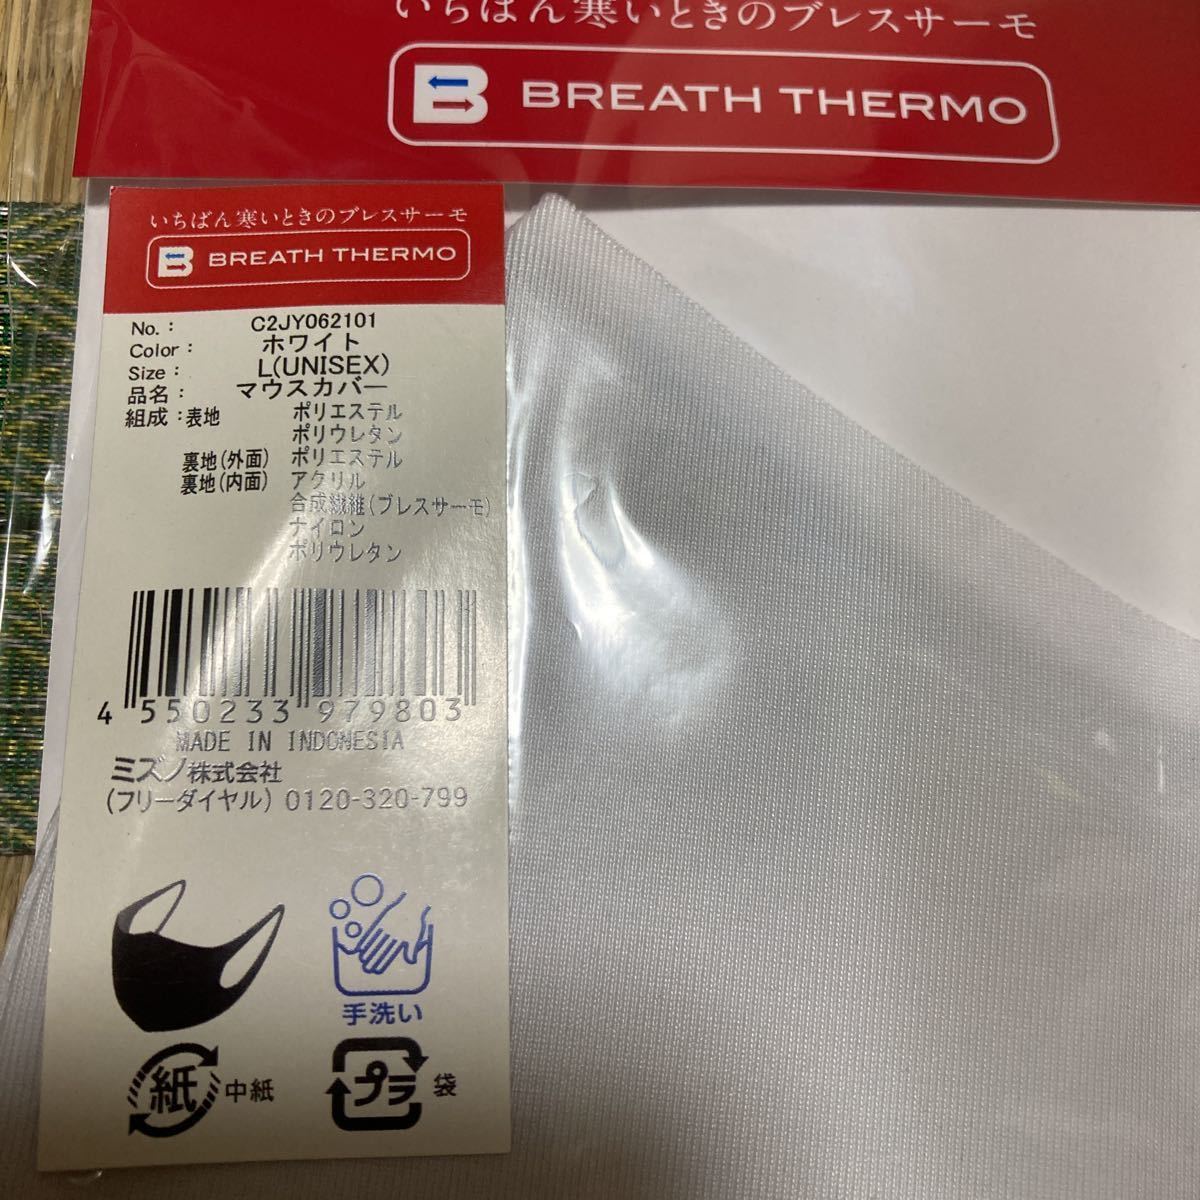 いちばん寒いときのブレスサーモ
B BREATH THERMO
いちばん寒いときのブレスサーモ
B BREATH THERMO
No.: C2JY062101
Color: ホワイト
Size: L(UNISEX)
品名: マウスカバー
組成:表地 ポリエステル
ポリウレタン
裏地(外面) ポリエステル
裏地(内面) アクリル
合成繊維(ブレスサーモ)
ナイロン
ポリウレタン
4 550233 979803
MADE IN INDONESIA
ミズノ株式会社
(フリーダイヤル) 0120-320-799
手洗い
紙 中紙
プラ 袋